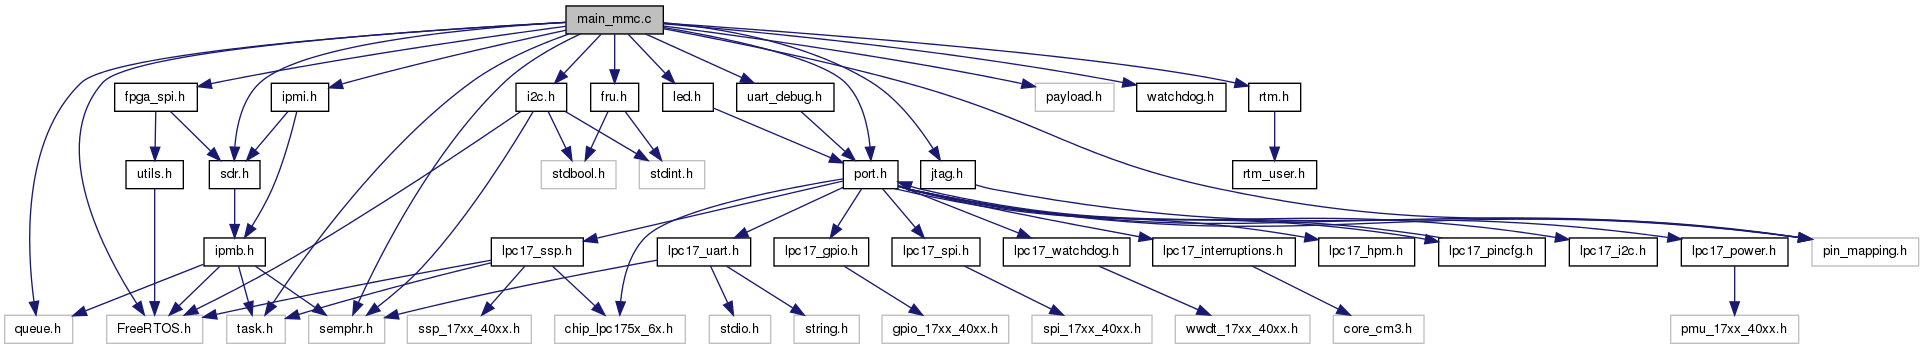 main_mmc.c
fpga_spi.h
ipmi.h
i2c.h
fru.h
led.h
uart_debug.h
payload.h
watchdog.h
rtm.h
utils.h
sdr.h
stdbool.h
stdint.h
port.h
jtag.h
rtm_user.h
ipmb.h
lpc17_ssp.h
lpc17_uart.h
lpc17_gpio.h
lpc17_spi.h
lpc17_watchdog.h
lpc17_interruptions.h
lpc17_hpm.h
lpc17_pincfg.h
lpc17_i2c.h
lpc17_power.h
pin_mapping.h
queue.h
FreeRTOS.h
task.h
semphr.h
ssp_17xx_40xx.h
chip_lpc175x_6x.h
stdio.h
string.h
gpio_17xx_40xx.h
spi_17xx_40xx.h
wwdt_17xx_40xx.h
core_cm3.h
pmu_17xx_40xx.h